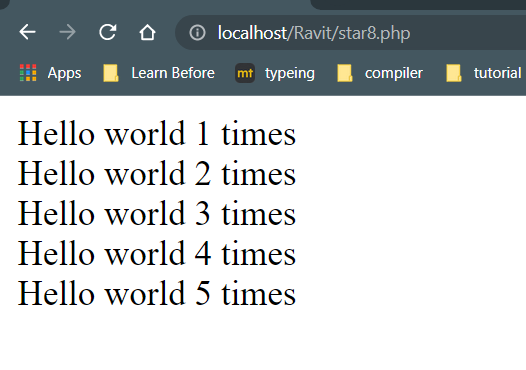 localhost/Ravit/star8.php
Apps Learn Before mt typeing compiler tutorial
Hello world 1 times
Hello world 2 times
Hello world 3 times
Hello world 4 times
Hello world 5 times